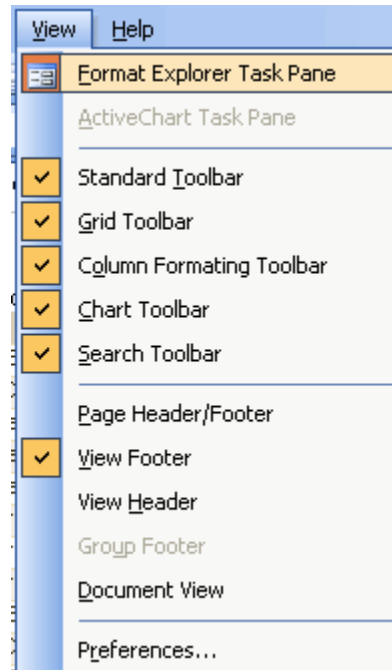 View Help
Format Explorer Task Pane
ActiveChart Task Pane
Standard Toolbar
Grid Toolbar
Column Formating Toolbar
Chart Toolbar
Search Toolbar
Page Header/Footer
View Footer
View Header
Group Footer
Document View
Preferences...